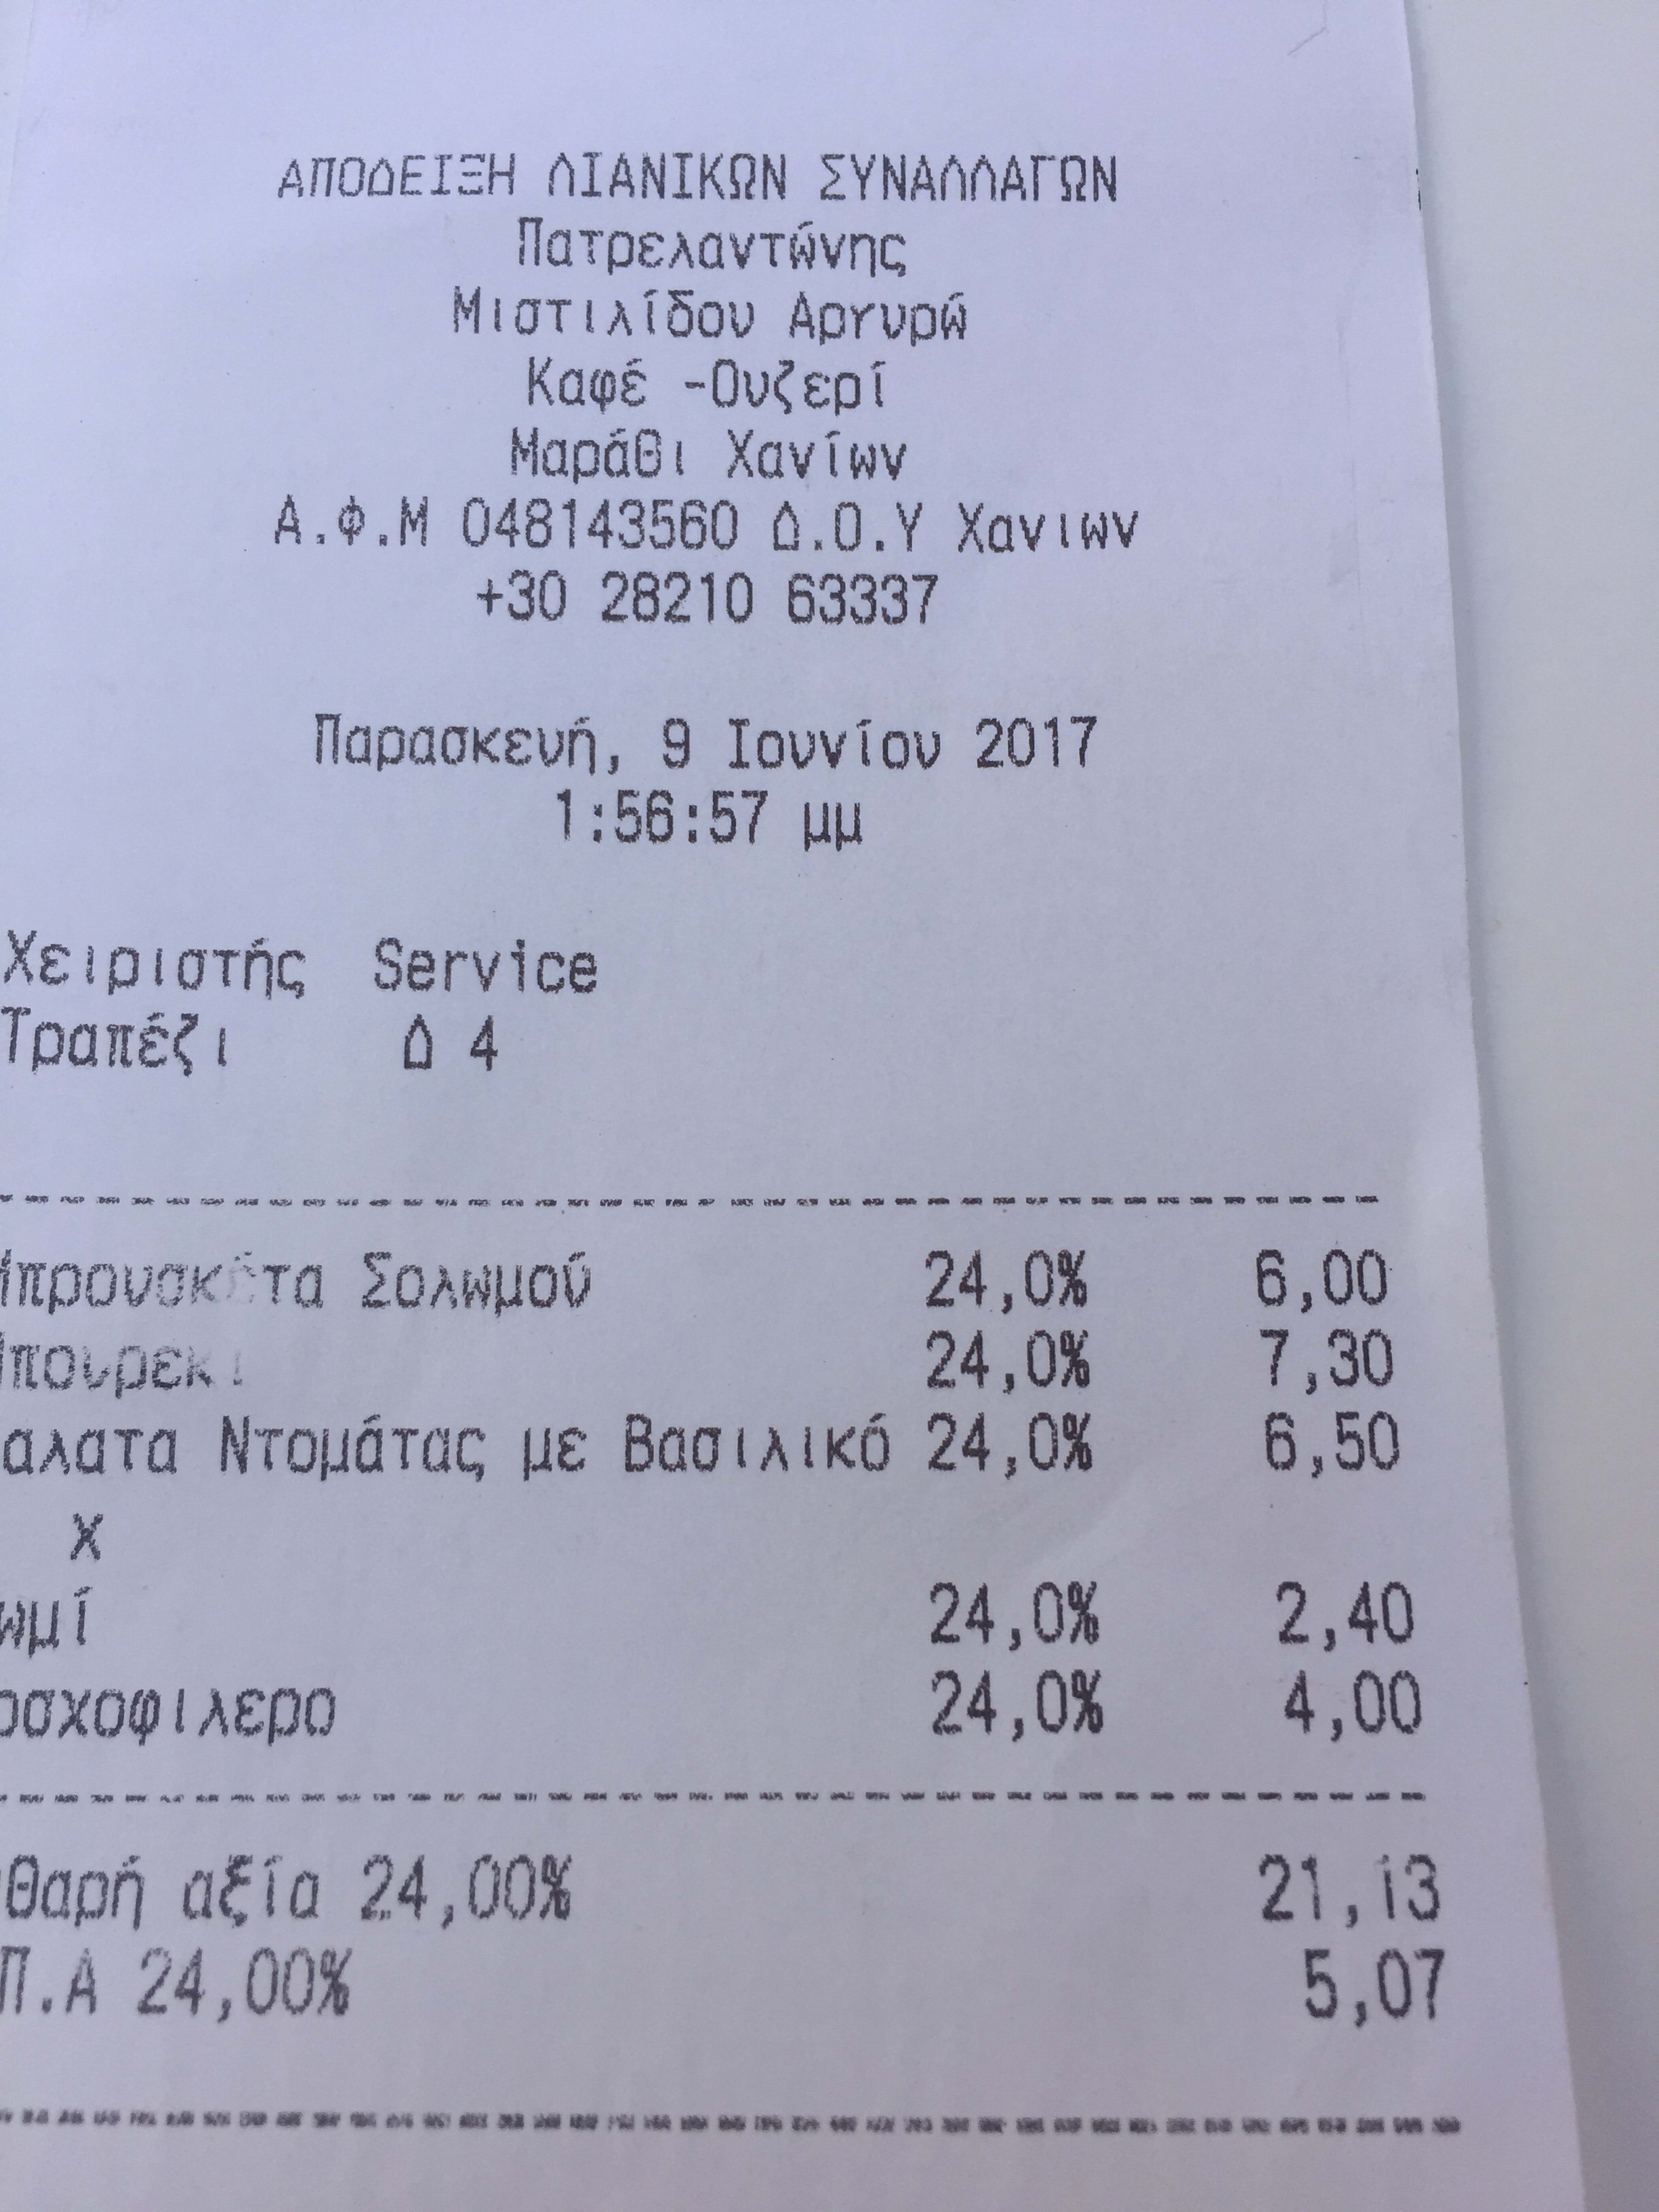 ΑΠΟΔΕΙΞΗ ΛΙΑΝΙΚΩΝ ΣΥΝΑΛΛΑΓΩΝ
Πατρελαντώνης
Μιστιλίδου Αργυρώ
Καφέ -Ουζερί
Μαράθι Χανίων
Α.Φ.Μ 048143560 Δ.Ο.Υ Χανιων
+30 28210 63337
Παρασκευή, 9 Ιουνίου 2017
1:56:57 μμ
Χειριστής Service
Τραπέζι Δ 4
Μπρουσκέτα Σολωμού 24,0% 6,00
Μπουρεκι 24,0% 7,30
αλατα Ντομάτας με Βασιλικό 24,0% 6,50
Χ
ωμί 24,0% 2,40
οσχοφιλερο 24,0% 4,00
θαρή αξία 24,00% 21,13
Π.Α 24,00% 5,07